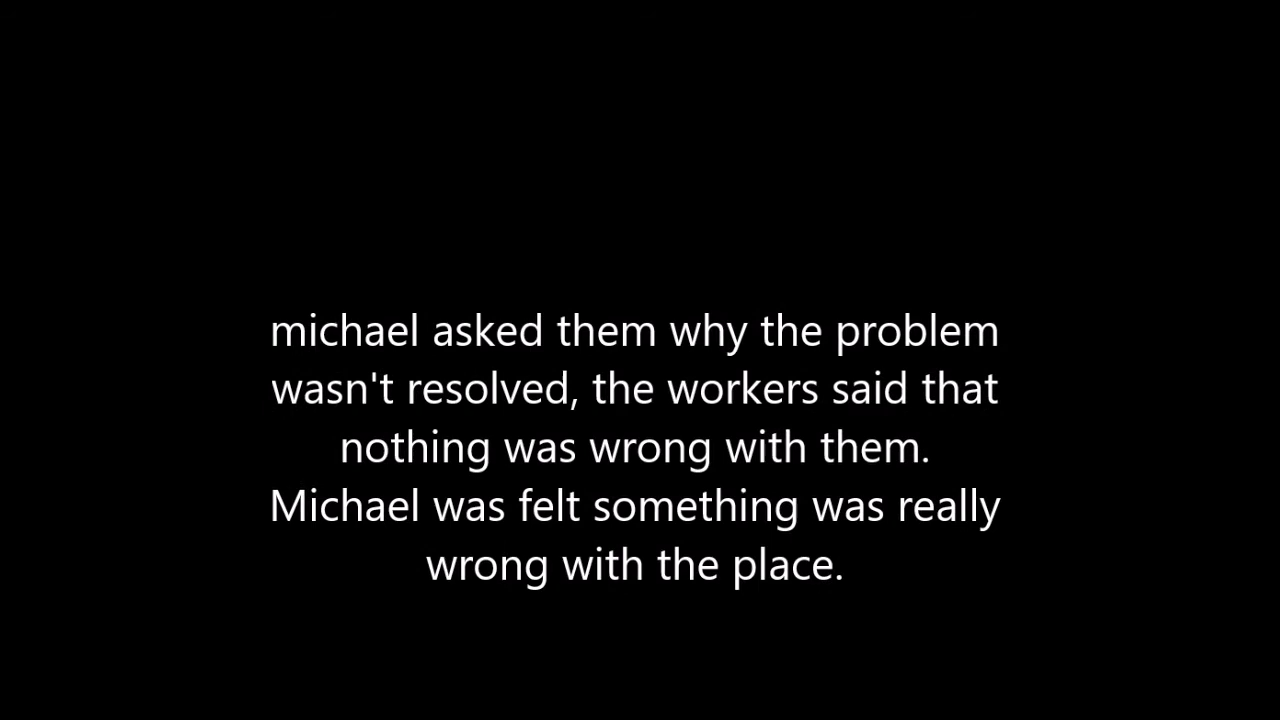 michael asked them why the problem
wasn't resolved, the workers said that
nothing was wrong with them.
Michael was felt something was really
wrong with the place.